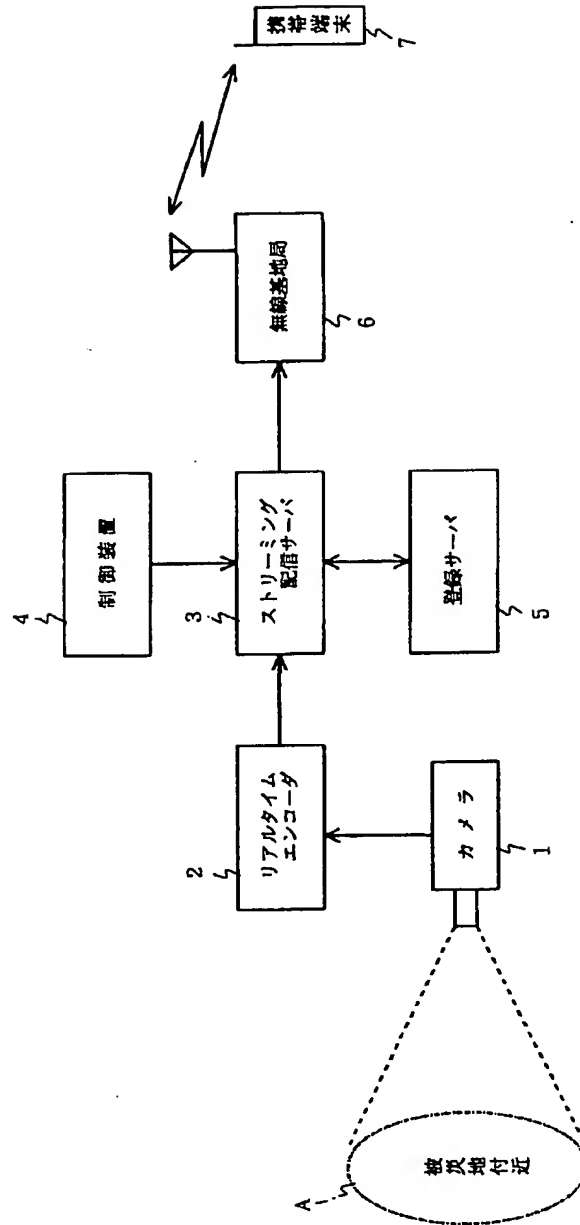 制御装置
4
リアルタイム
エンコーダ
2
ストリーミング
配信サーバ
3
無線基地局
6
携帯端末
7
登録サーバ
5
カメラ
1
被災地付近
A